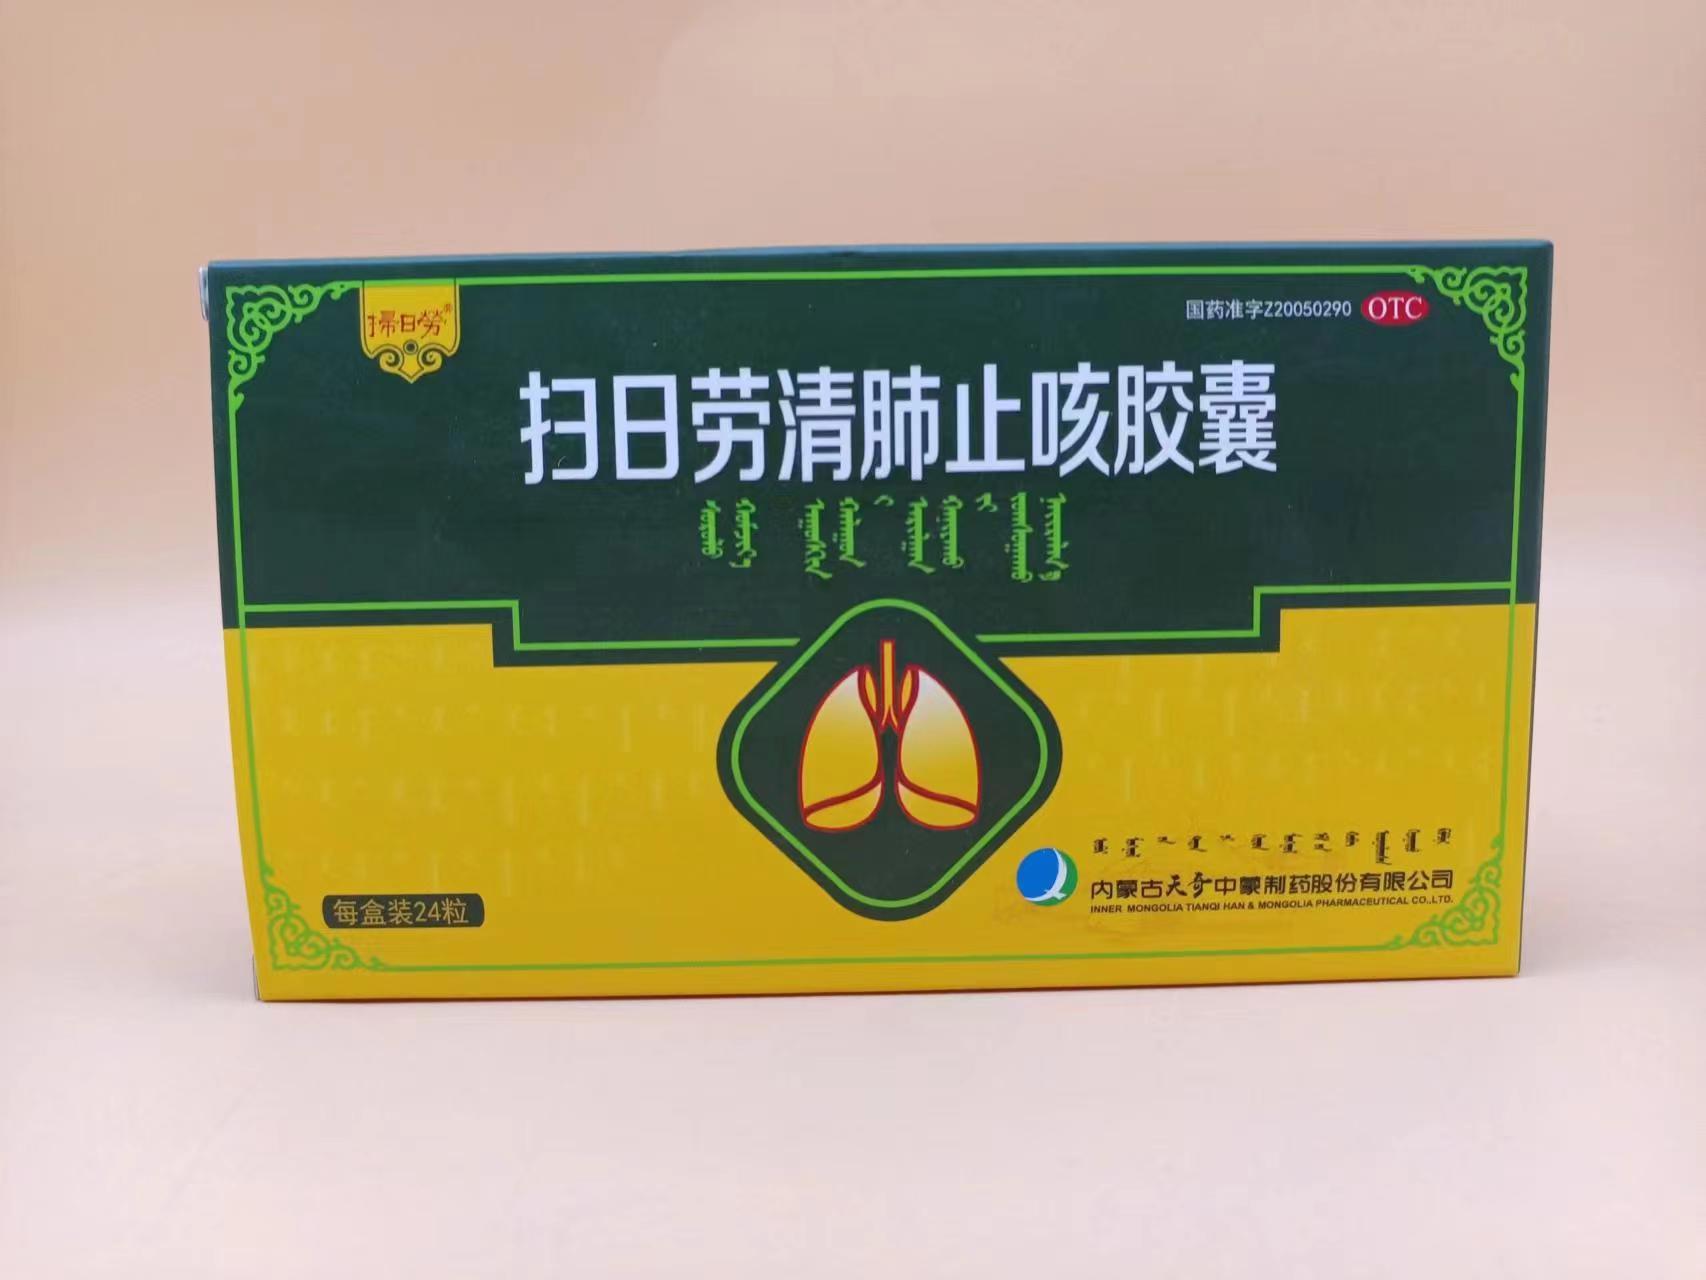 掃日勞®
国药准字Z20050290 OTC
扫日劳清肺止咳胶囊
每盒装24粒
内蒙古天奇中蒙制药股份有限公司
INNER MONGOLIA TIANQI HAN & MONGOLIA PHARMACEUTICAL CO.,LTD.